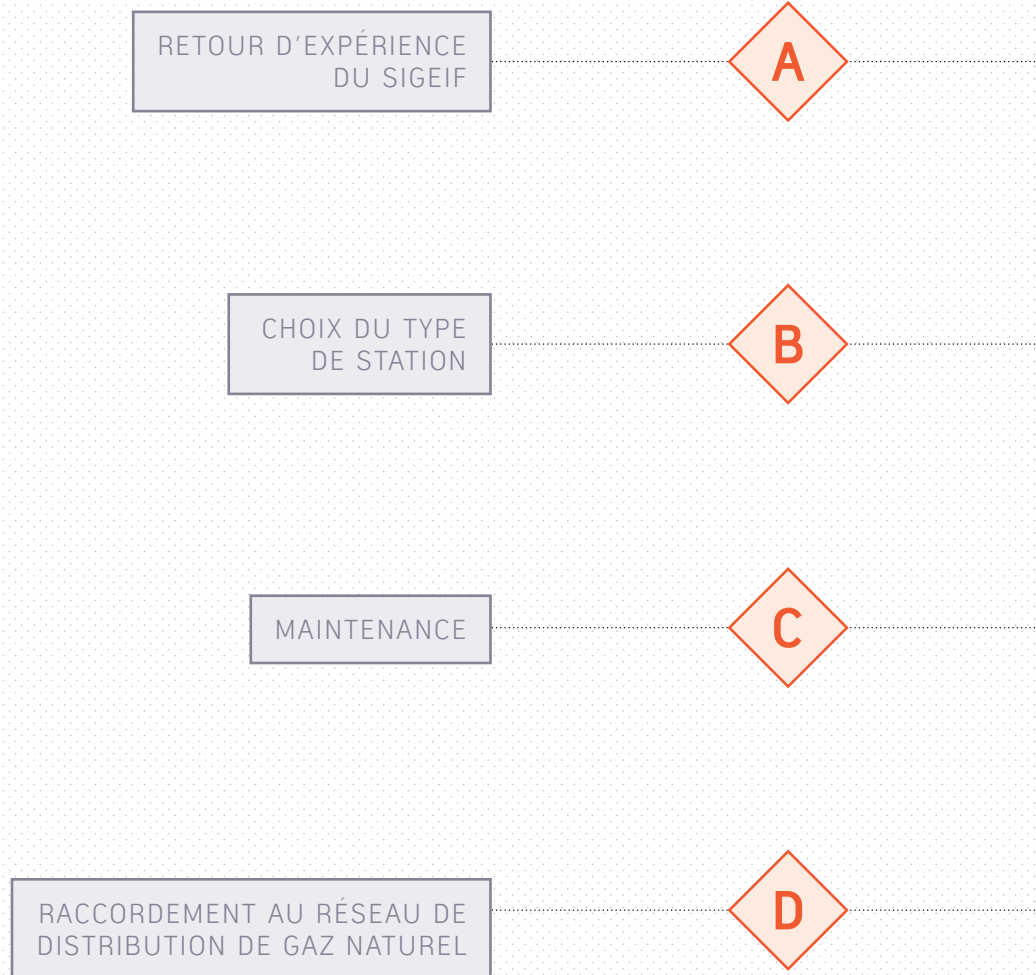 RETOUR D'EXPÉRIENCE
DU SIGEIF
A
CHOIX DU TYPE
DE STATION
B
MAINTENANCE
C
RACCORDEMENT AU RÉSEAU DE
DISTRIBUTION DE GAZ NATUREL
D